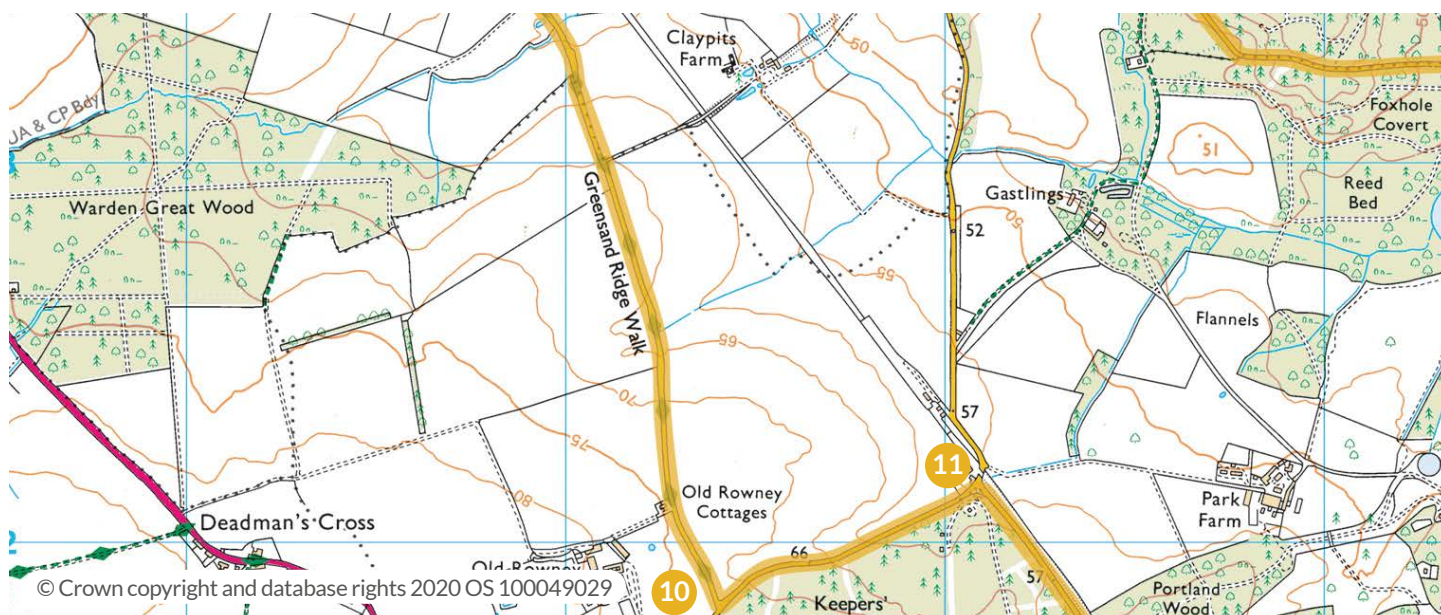 Claypits
Farm
50
50
Foxhole
Covert
UA & CP Bdy
51
Reed
Bed
Gastlings
Warden Great Wood
Greensand Ridge Walk
52
50
55
Flannels
65
70
57
75
11
80
Old Rowney
Cottages
Park
Farm
Deadman's Cross
66
57
Old Rowney
© Crown copyright and database rights 2020 OS 100049029
10
Keepers'
Portland
Wood